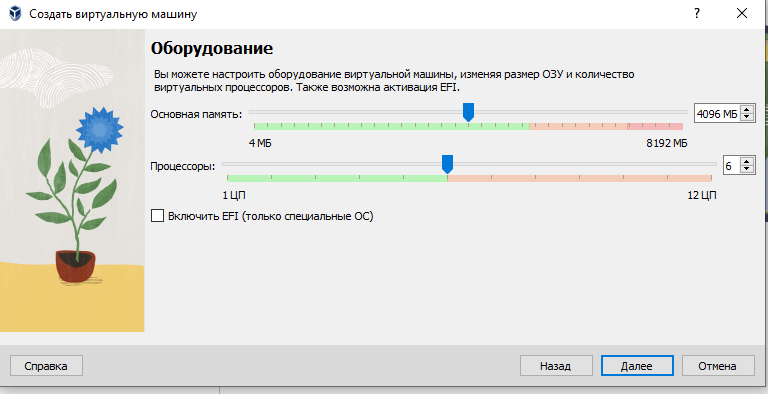 Создать виртуальную машину
Оборудование
Вы можете настроить оборудование виртуальной машины, изменяя размер ОЗУ и количество
виртуальных процессоров. Также возможна активация EFI.
Основная память: 4096 МБ
4 МБ 8192 МБ
Процессоры: 6
1 ЦП 12 ЦП
Включить EFI (только специальные ОС)
Справка Назад Далее Отмена